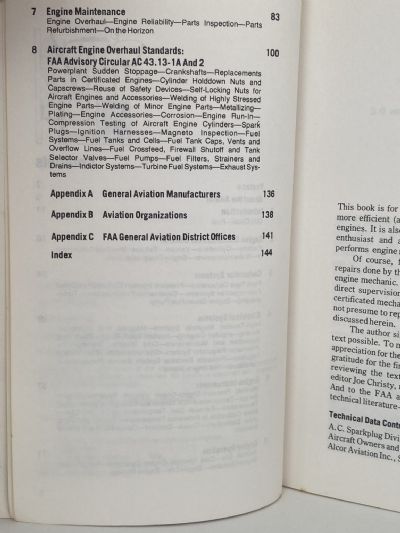 7 Engine Maintenance 83
Engine Overhaul—Engine Reliability—Parts Inspection—Parts
Refurbishment—On the Horizon
8 Aircraft Engine Overhaul Standards: 100
FAA Advisory Circular AC 43.13-1A And 2
Powerplant Sudden Stoppage—Crankshafts—Replacements
Parts in Certificated Engines—Cylinder Holddown Nuts and
Capscrews—Reuse of Safety Devices—Self-Locking Nuts for
Aircraft Engines and Accessories—Welding of Highly Stressed
Engine Parts—Welding of Minor Engine Parts—Metallizing—
Plating—Engine Accessories—Corrosion—Engine Run-In—
Compression Testing of Aircraft Engine Cylinders—Spark
Plugs—Ignition Harnesses—Magneto Inspection—Fuel
Systems—Fuel Tanks and Cells—Fuel Tank Caps, Vents and
Overflow Lines—Fuel Crossfeed, Firewall Shutoff and Tank
Selector Valves—Fuel Pumps—Fuel Filters, Strainers and
Drains—Indictor Systems—Turbine Fuel Systems—Exhaust Sys-
tems
Appendix A General Aviation Manufacturers 136
Appendix B Aviation Organizations 138
Appendix C FAA General Aviation District Offices 141
Index 144
This book is for
more efficient (a
engines. It is als
enthusiast and a
performs engine
Of course, f
repairs done by th
engine mechanic.
direct supervisio
certificated mecha
not presume to rep
discussed herein.
The author si
text possible. To m
appreciation for the
gratitude for the fin
reviewing the text
editor Joe Christy,
And to the FAA a
technical literature—
Technical Data Contr
A.C. Sparkplug Divi
Aircraft Owners and
Alcor Aviation Inc., S